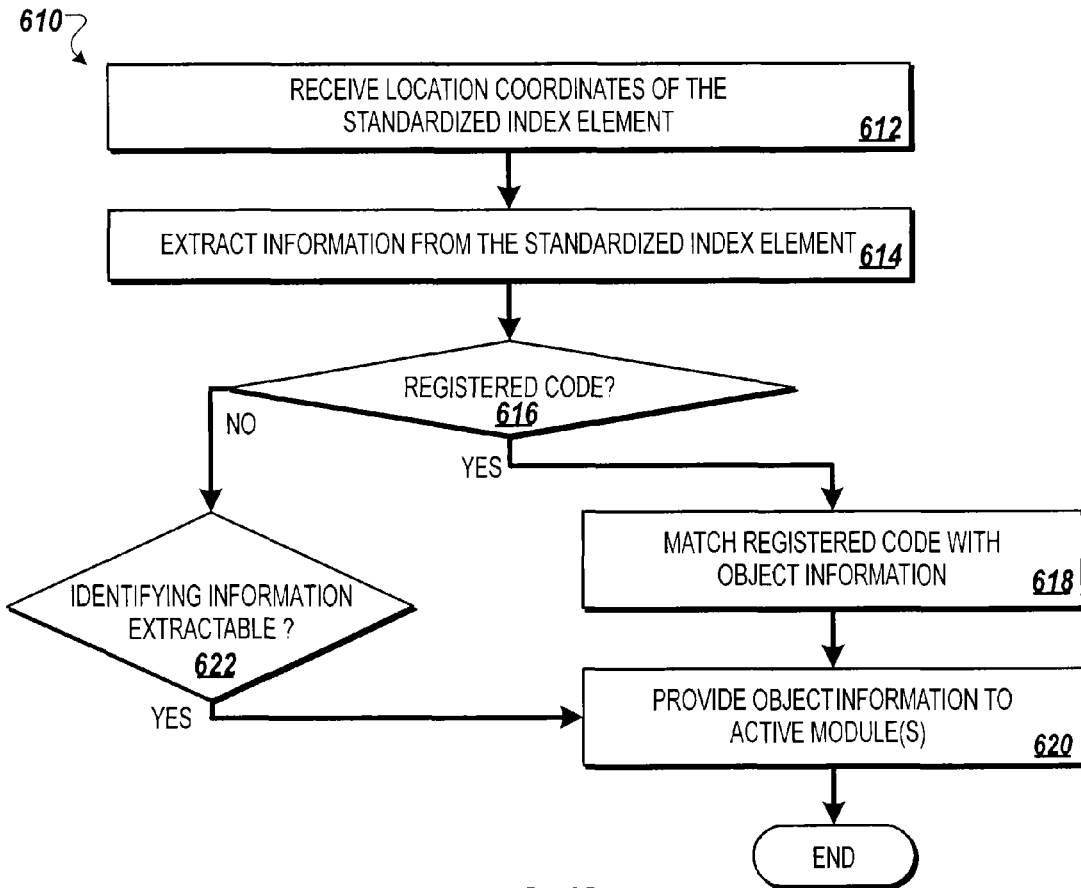 610
RECEIVE LOCATION COORDINATES OF THE
STANDARDIZED INDEX ELEMENT
612
EXTRACT INFORMATION FROM THE STANDARDIZED INDEX ELEMENT
614
REGISTERED CODE?
616
NO
YES
MATCH REGISTERED CODE WITH
OBJECT INFORMATION
618
IDENTIFYING INFORMATION
EXTRACTABLE ?
622
YES
PROVIDE OBJECT INFORMATION TO
ACTIVE MODULE(S)
620
END